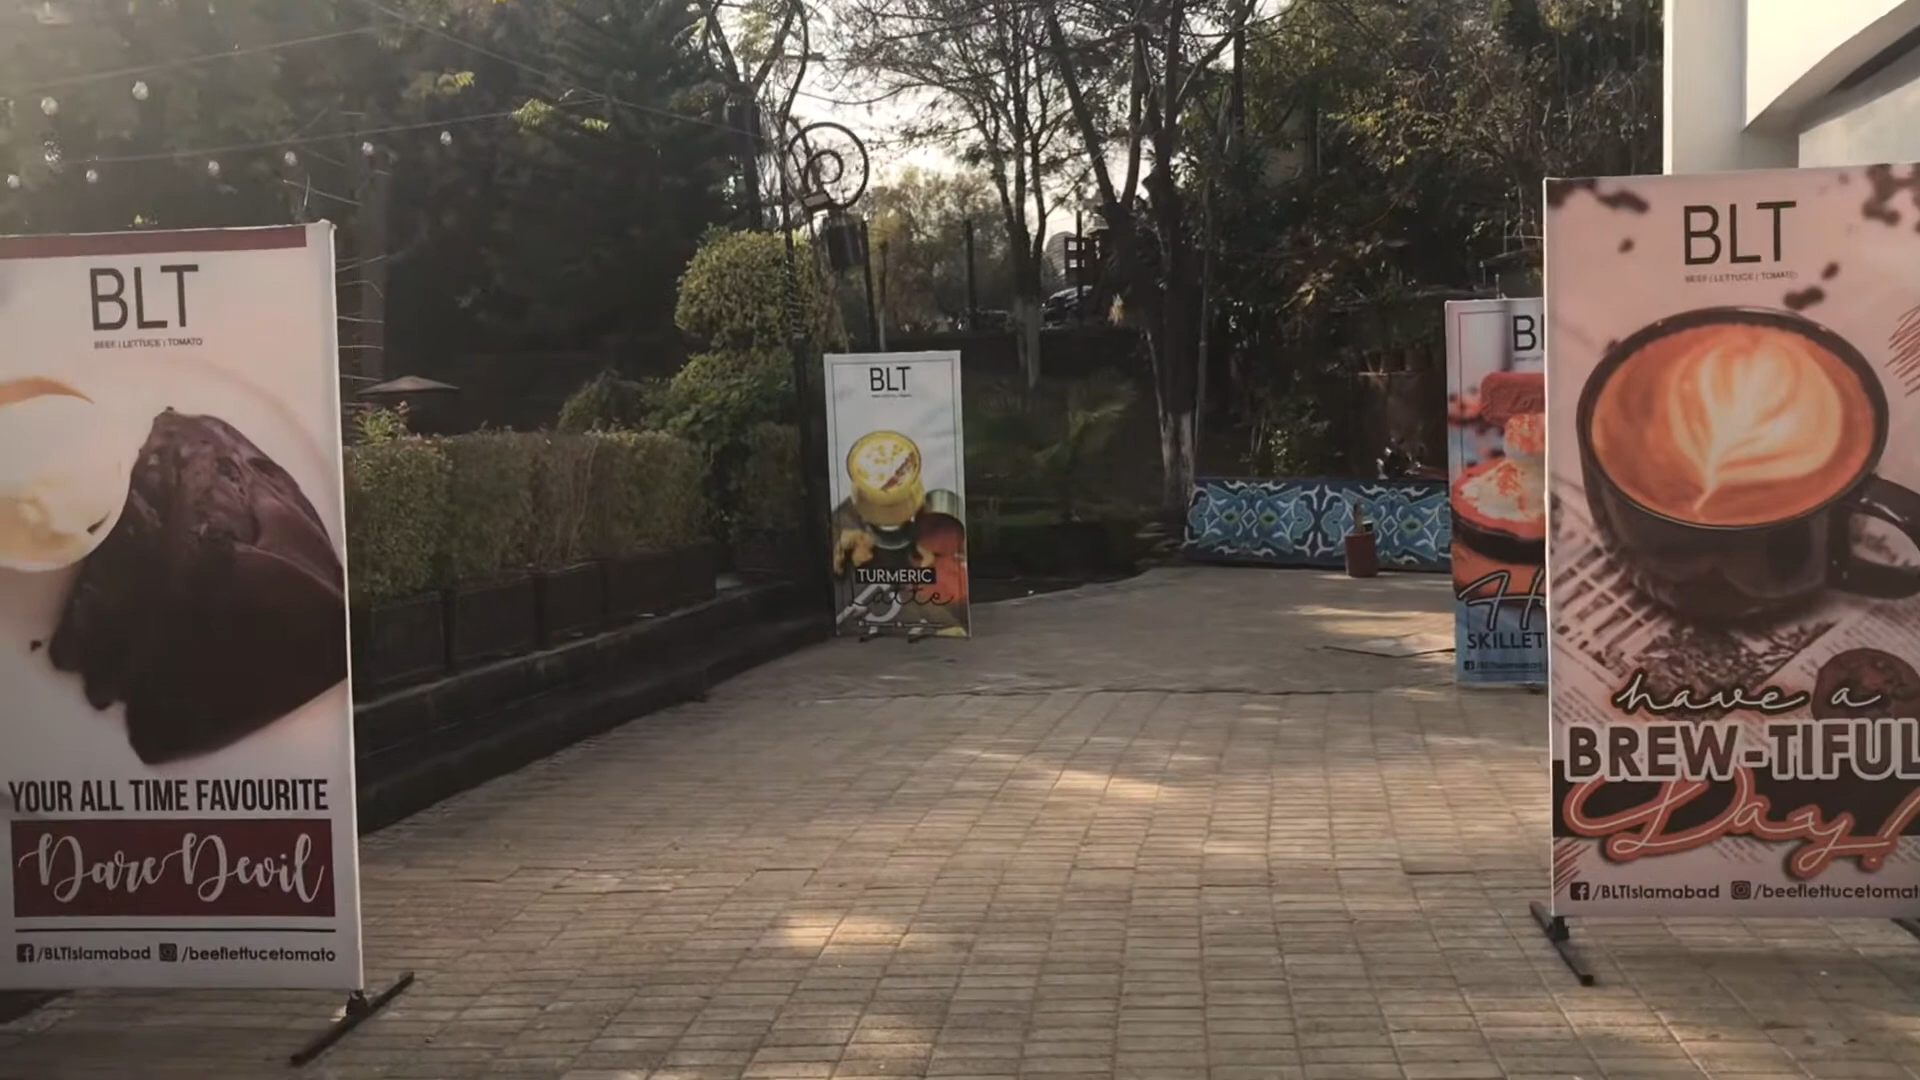 BLT
BEEF | LETTUCE | TOMATO
YOUR ALL TIME FAVOURITE
Dare Devil
/BLTIslamabad /beeflettucetomato
BLT
TURMERIC
Latte
SKILLET
BLT
BEEF | LETTUCE | TOMATO
have a
BREW-TIFUL
Day!
/BLTIslamabad /beeflettucetomat